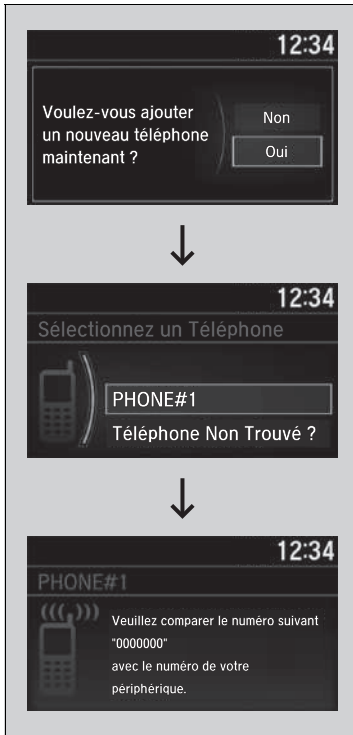 12:34
Voulez-vous ajouter
un nouveau téléphone
maintenant ?
Non
Oui
12:34
Sélectionnez un Téléphone
PHONE#1
Téléphone Non Trouvé ?
12:34
PHONE#1
Veuillez comparer le numéro suivant
"0000000"
avec le numéro de votre
périphérique.